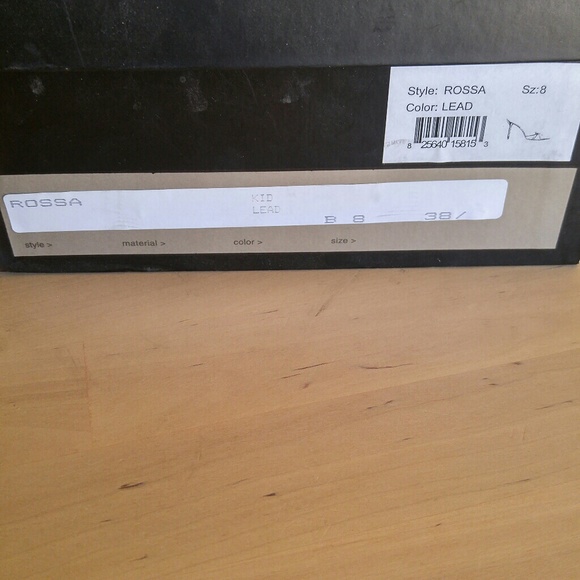 Style: ROSSA Sz:8
Color: LEAD
8 25640 15815 3
ROSSA KID
LEAD
B 8 38/
style > material > color > size >